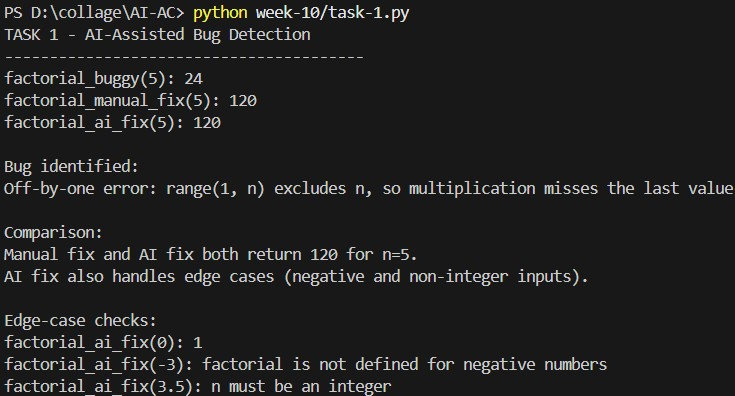 PS D:\collage\AI-AC> python week-10/task-1.py
TASK 1 - AI-Assisted Bug Detection
----------------------------------------
factorial_buggy(5): 24
factorial_manual_fix(5): 120
factorial_ai_fix(5): 120
Bug identified:
Off-by-one error: range(1, n) excludes n, so multiplication misses the last value
Comparison:
Manual fix and AI fix both return 120 for n=5.
AI fix also handles edge cases (negative and non-integer inputs).
Edge-case checks:
factorial_ai_fix(0): 1
factorial_ai_fix(-3): factorial is not defined for negative numbers
factorial_ai_fix(3.5): n must be an integer